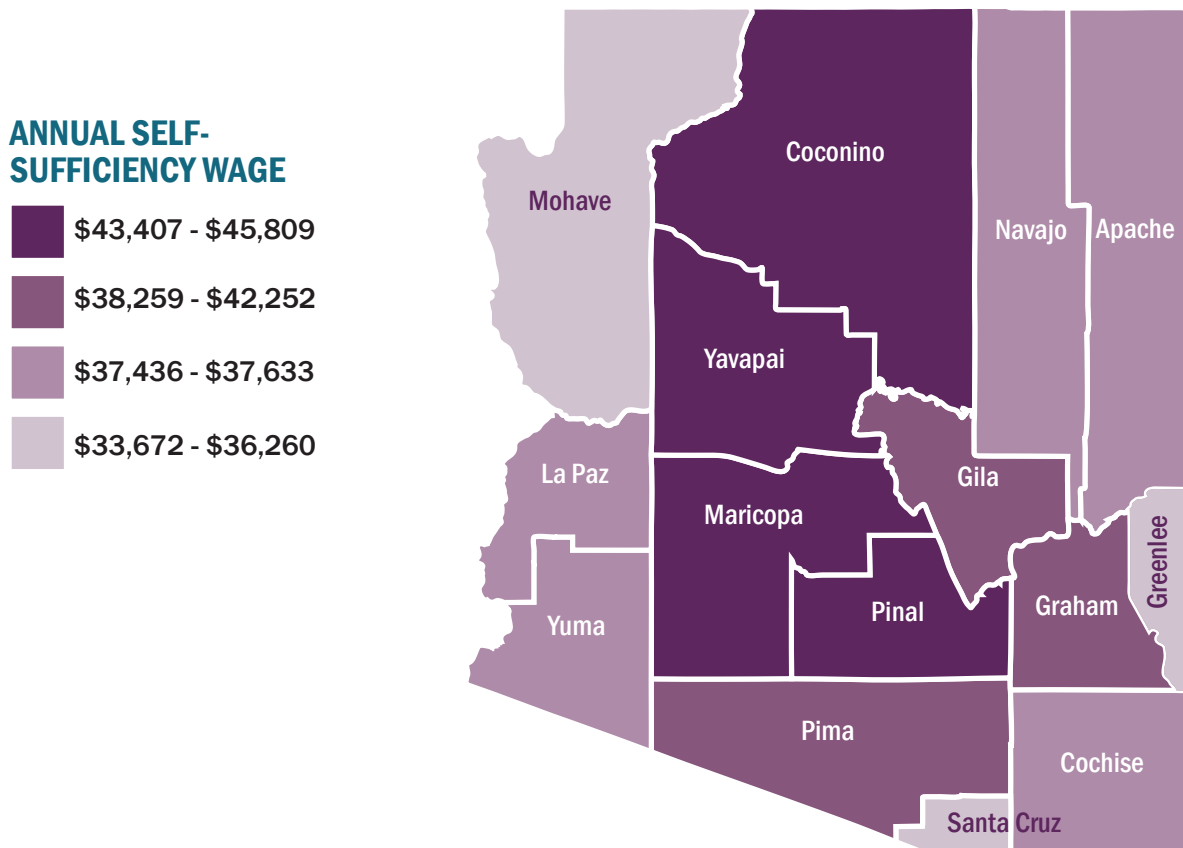 ANNUAL SELF-
SUFFICIENCY WAGE
$43,407 - $45,809
$38,259 - $42,252
$37,436 - $37,633
$33,672 - $36,260
Coconino
Mohave
Navajo
Apache
Yavapai
La Paz
Gila
Maricopa
Greenlee
Yuma
Pinal
Graham
Pima
Cochise
Santa Cruz